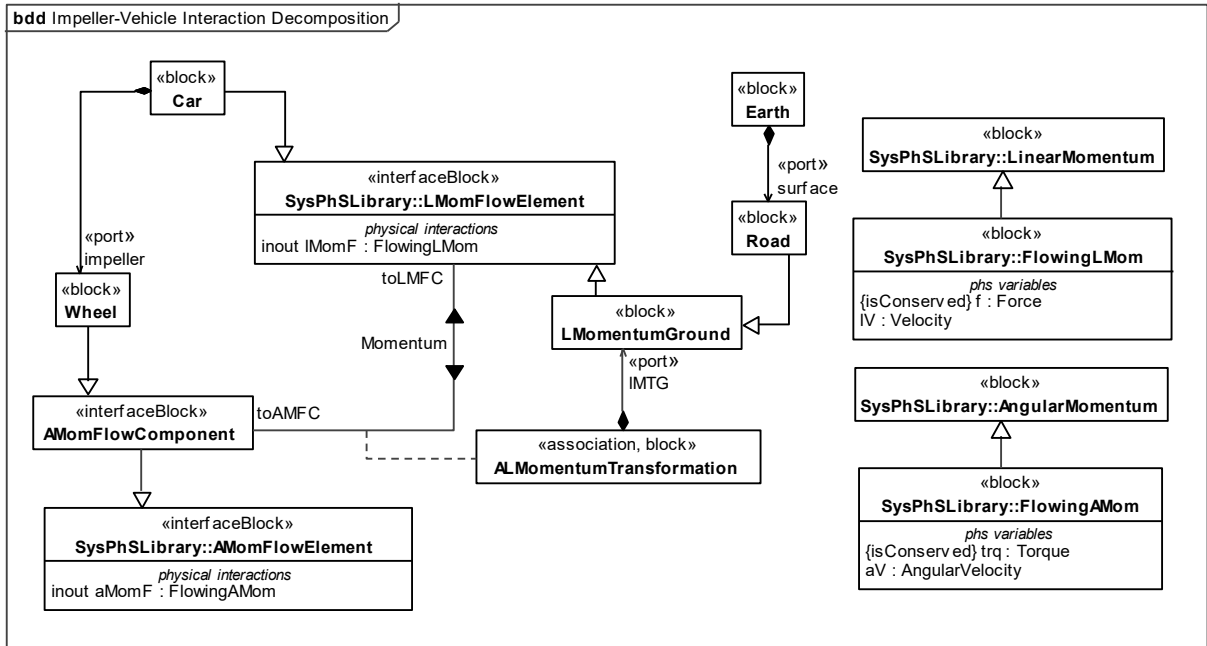 bdd Impeller-Vehicle Interaction Decomposition
«block»
Car
«block»
Earth
«block»
SysPhSLibrary::LinearMomentum
«interfaceBlock»
SysPhSLibrary::LMomFlowElement
physical interactions
inout lMomF : FlowingLMom
«port»
surface
«block»
Road
«block»
SysPhSLibrary::FlowingLMom
phs variables
{isConserved} f : Force
lV : Velocity
«port»
impeller
«block»
Wheel
toLMFC
Momentum
«block»
LMomentumGround
«port»
lMTG
«block»
SysPhSLibrary::AngularMomentum
«interfaceBlock»
AMomFlowComponent
toAMFC
«association, block»
ALMomentumTransformation
«block»
SysPhSLibrary::FlowingAMom
phs variables
{isConserved} trq : Torque
aV : AngularVelocity
«interfaceBlock»
SysPhSLibrary::AMomFlowElement
physical interactions
inout aMomF : FlowingAMom